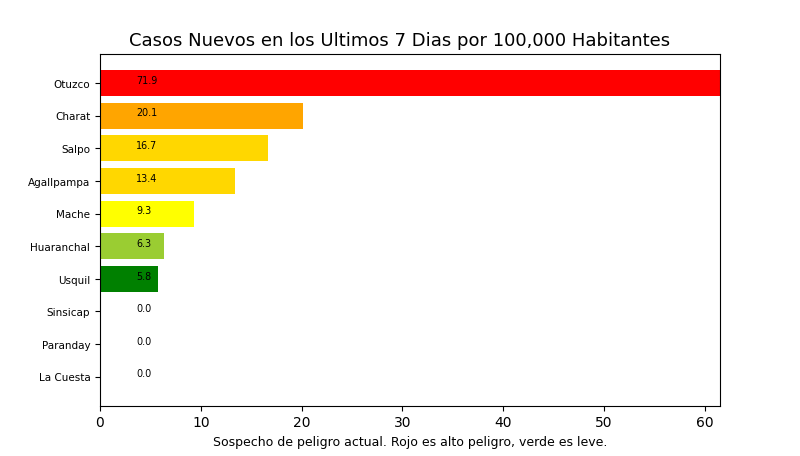 Casos Nuevos en los Ultimos 7 Dias por 100,000 Habitantes
Otuzco 71.9
Charat 20.1
Salpo 16.7
Agallpampa 13.4
Mache 9.3
Huaranchal 6.3
Usquil 5.8
Sinsicap 0.0
Paranday 0.0
La Cuesta 0.0
0 10 20 30 40 50 60
Sospecho de peligro actual. Rojo es alto peligro, verde es leve.